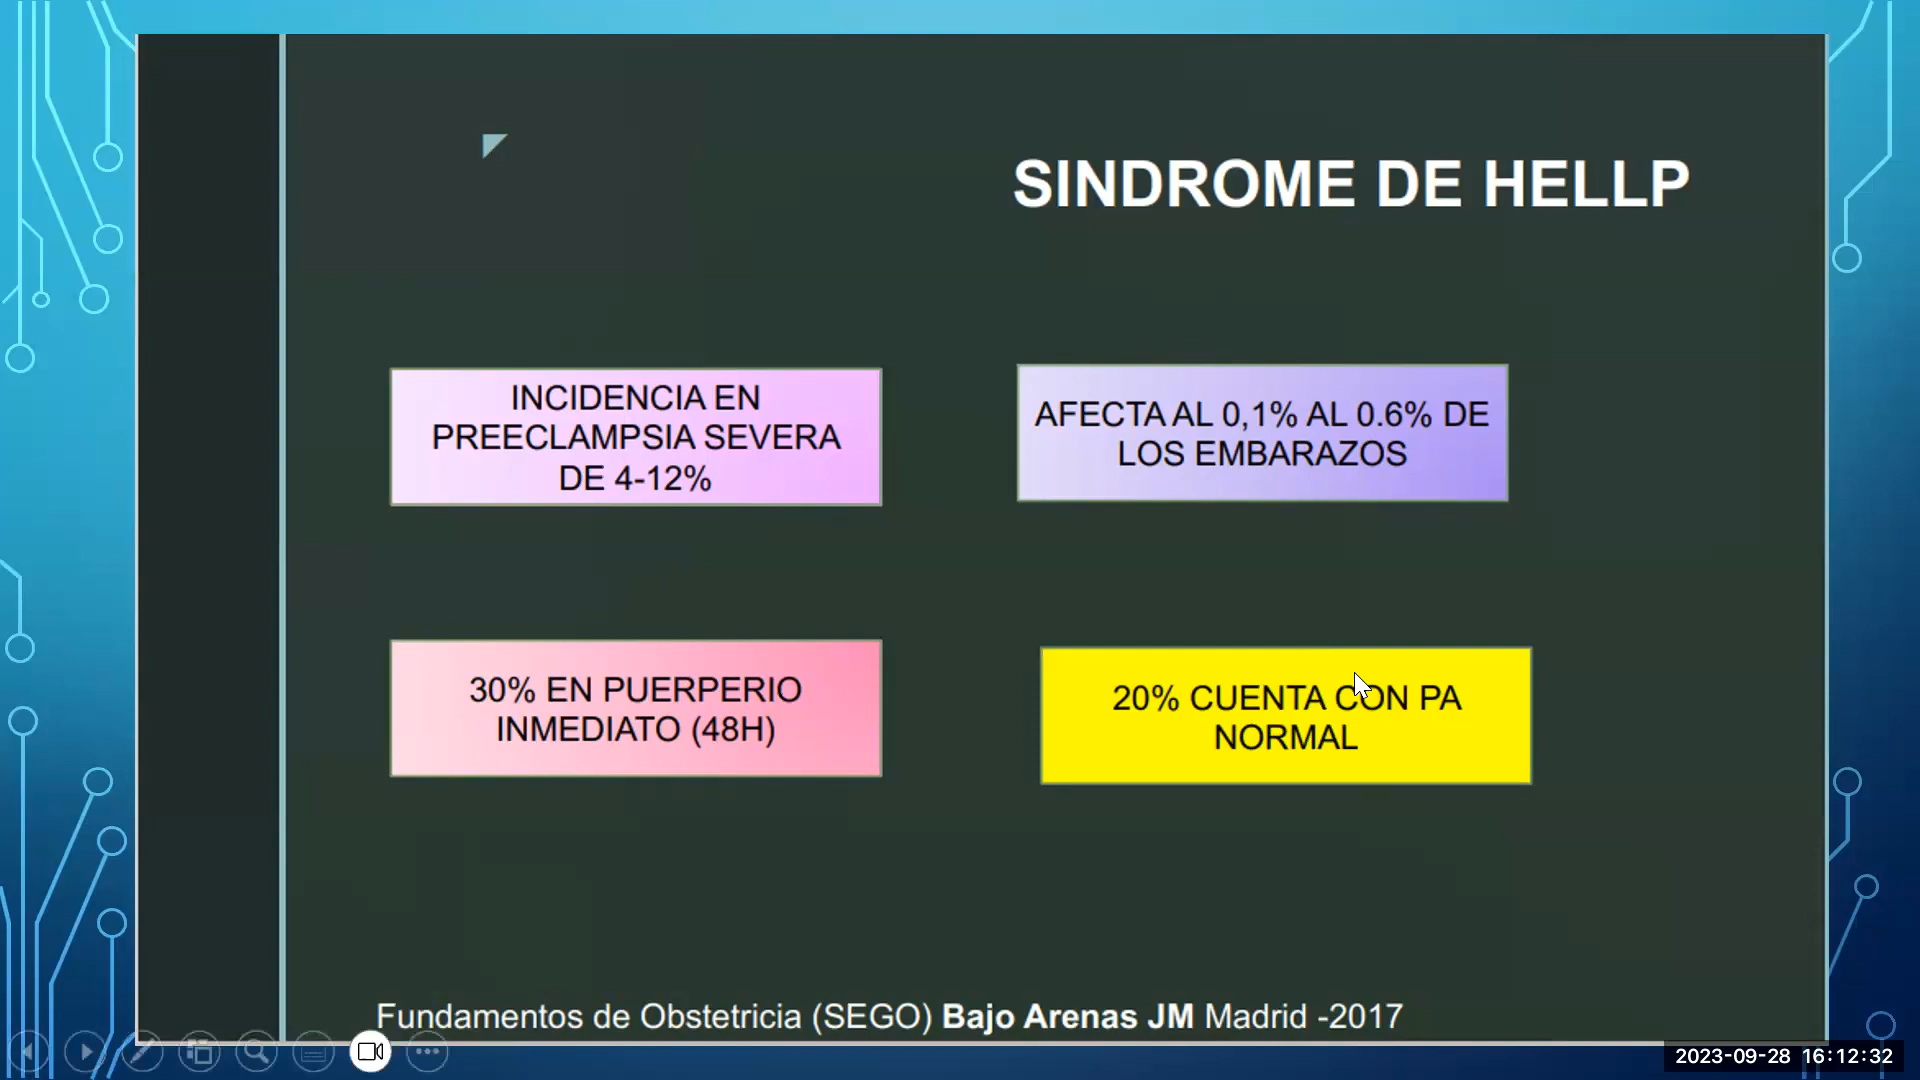 SINDROME DE HELLP
INCIDENCIA EN
PREECLAMPSIA SEVERA
DE 4-12%
AFECTA AL 0,1% AL 0.6% DE
LOS EMBARAZOS
30% EN PUERPERIO
INMEDIATO (48H)
20% CUENTA CON PA
NORMAL
Fundamentos de Obstetricia (SEGO) Bajo Arenas JM Madrid -2017
2023-09-28 16:12:32